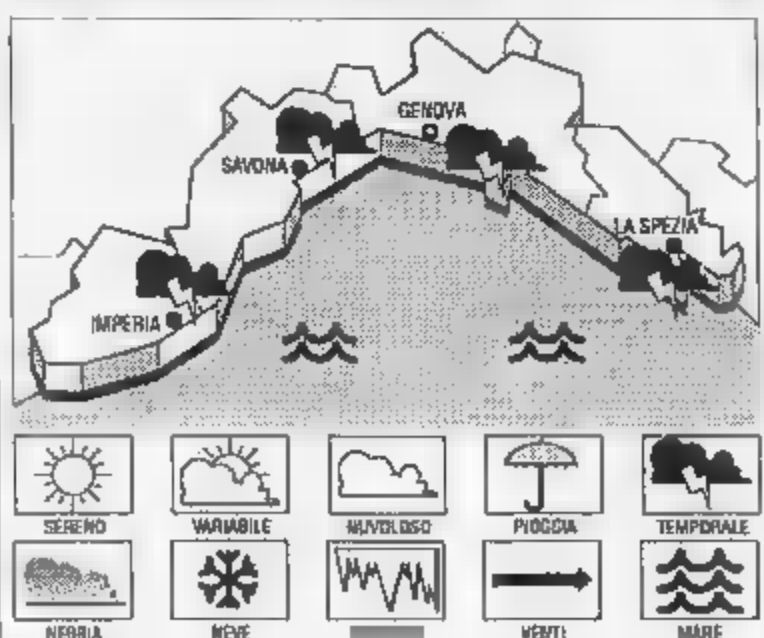 GENOVA
SAVONA
LA SPEZIA
IMPERIA
SERENO
VARIABILE
NUVOLOSO
PIOGGIA
TEMPORALE
NEBBIA
NEVE
VENTI
MARE